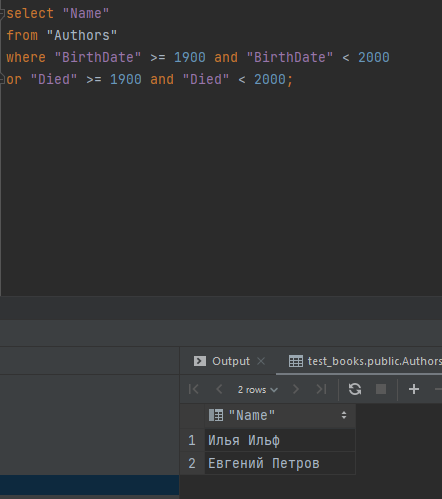 select "Name"
from "Authors"
where "BirthDate" >= 1900 and "BirthDate" < 2000
or "Died" >= 1900 and "Died" < 2000;
Output
test_books.public.Authors
2 rows
"Name"
1 Илья Ильф
2 Евгений Петров